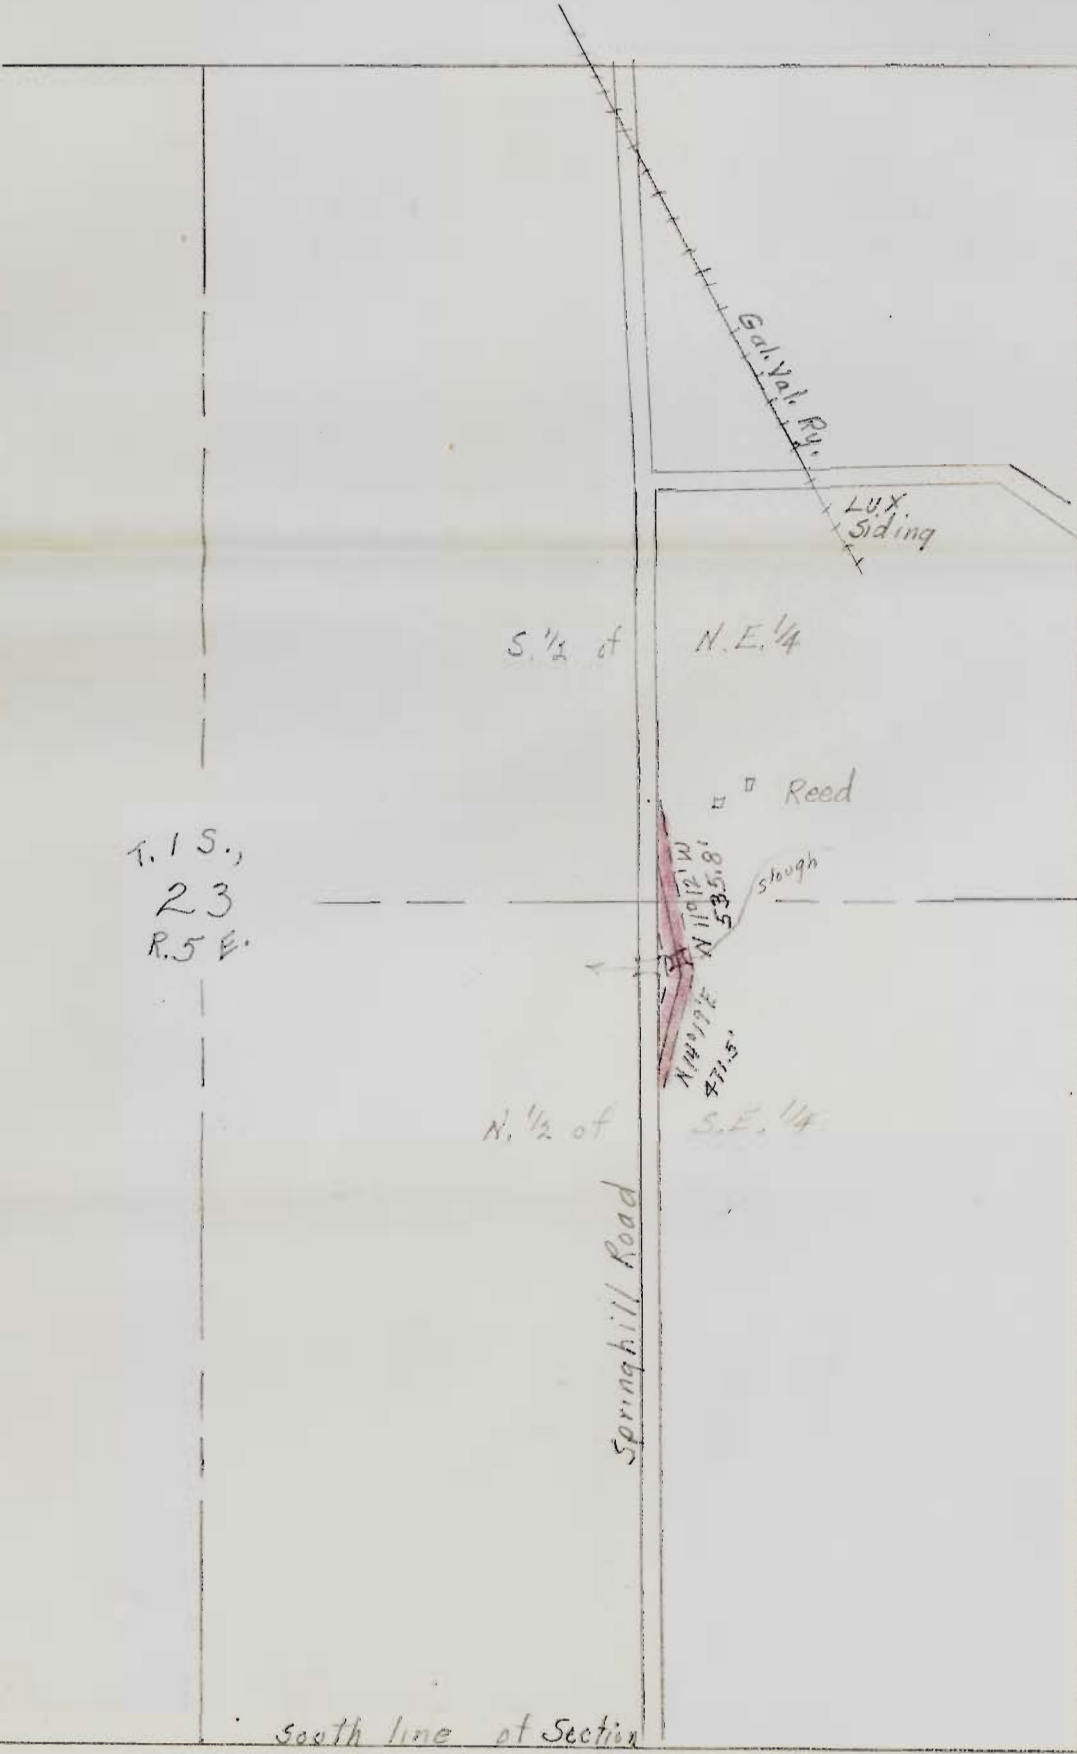 Gal. Val. Ry.
L.U.X.
Siding
S. 1/2 of N.E. 1/4
Reed
slough
T. 1 S.,
23
R. 5 E.
N 11° 12' W
535.8'
N 14° 19' E
471.5'
N. 1/2 of S.E. 1/4
Springhill Road
South line of Section